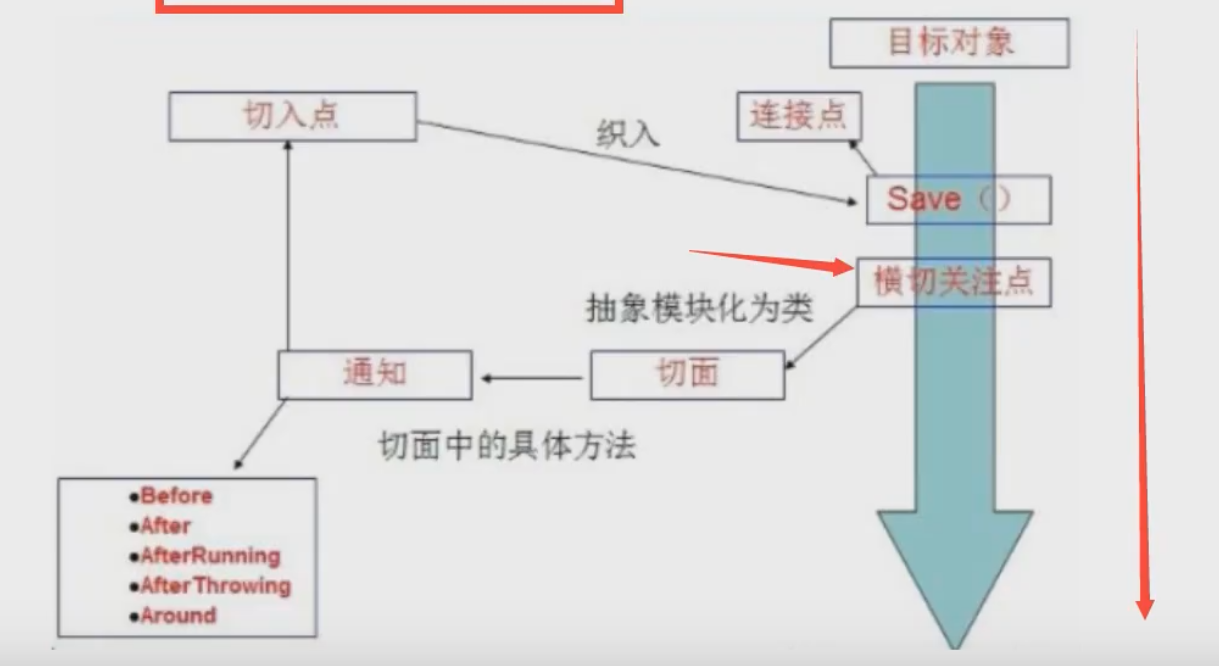 目标对象
切入点
连接点
织入
Save（）
横切关注点
抽象模块化为类
通知
切面
切面中的具体方法
●Before
●After
●AfterRunning
●AfterThrowing
●Around